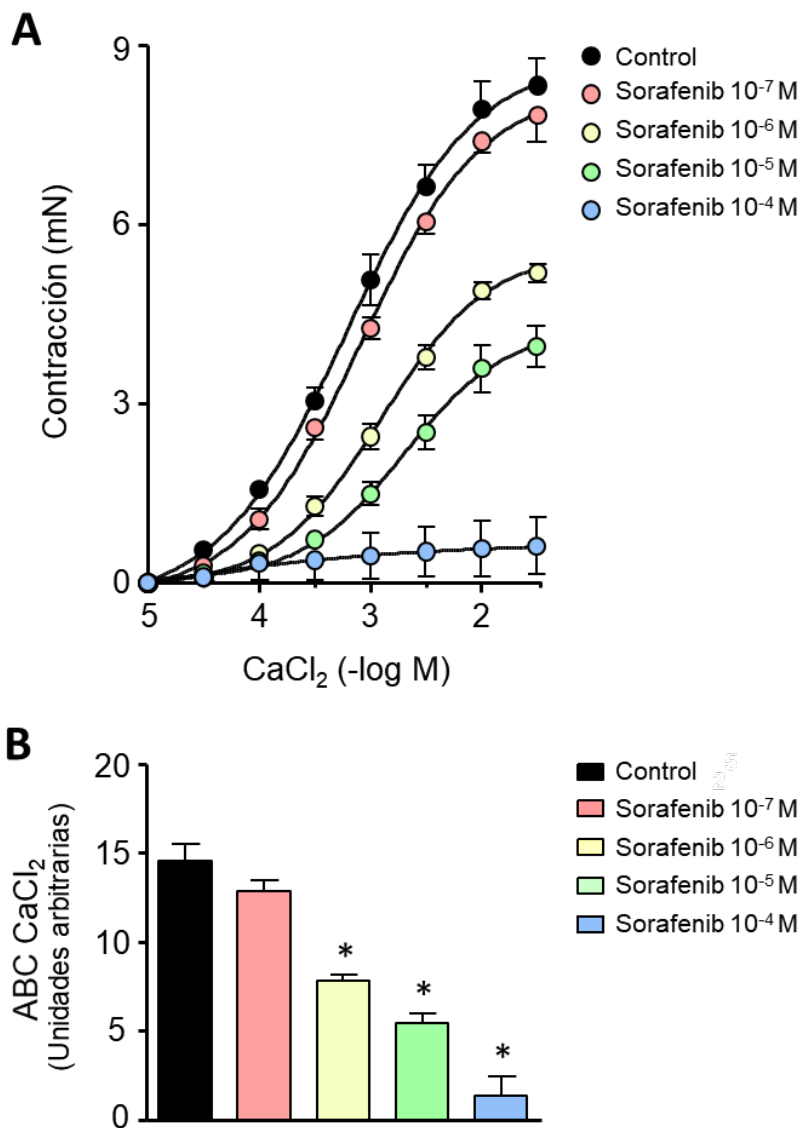 A
9
6
3
0
Contracción (mN)
5 4 3 2
CaCl₂ (-log M)
Control
Sorafenib 10⁻⁷ M
Sorafenib 10⁻⁶ M
Sorafenib 10⁻⁵ M
Sorafenib 10⁻⁴ M
B
20
15
10
5
0
ABC CaCl₂
(Unidades arbitrarias)
* * *
Control
Sorafenib 10⁻⁷ M
Sorafenib 10⁻⁶ M
Sorafenib 10⁻⁵ M
Sorafenib 10⁻⁴ M